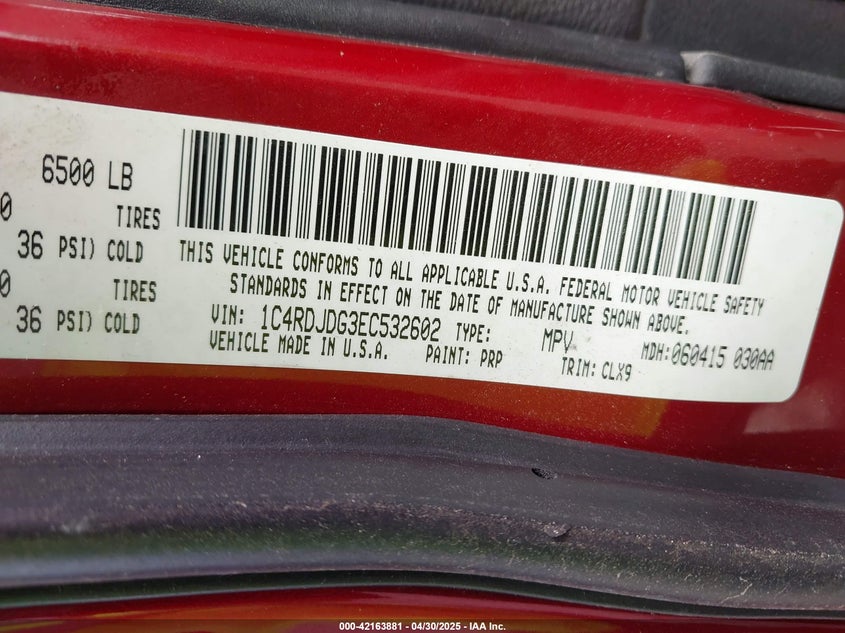 6500 LB
0 TIRES
36 PSI) COLD
0 TIRES
36 PSI) COLD
THIS VEHICLE CONFORMS TO ALL APPLICABLE U.S.A. FEDERAL MOTOR VEHICLE SAFETY
STANDARDS IN EFFECT ON THE DATE OF MANUFACTURE SHOWN ABOVE.
VIN: 1C4RDJDG3EC532602 TYPE: MPV MDH:060415 030AA
VEHICLE MADE IN U.S.A. PAINT: PRP TRIM: CLX9
000-42163881 - 04/30/2025 - IAA Inc.